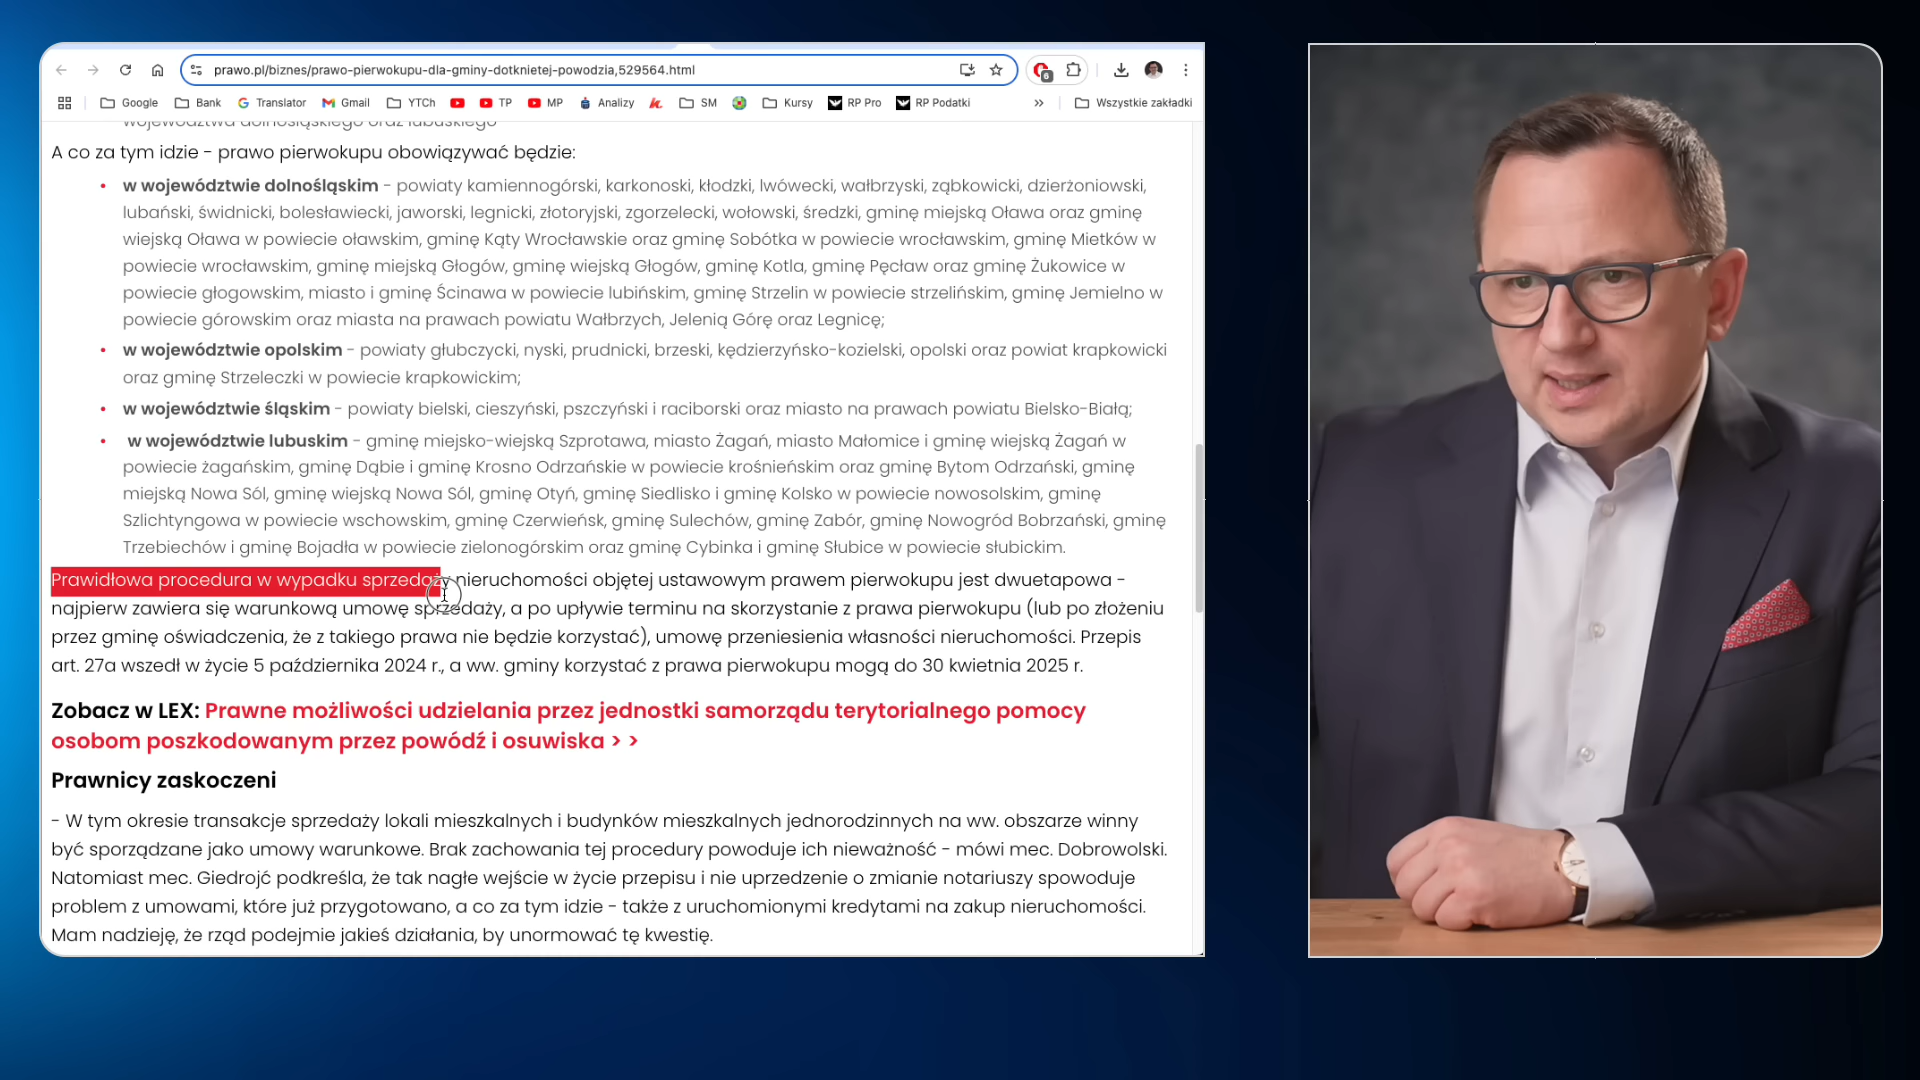 prawo.pl/biznes/prawo-pierwokupu-dla-gminy-dotknietej-powodzia,529564.html
6
Google Bank Translator Gmail YTCh TP MP Analizy SM Kursy RP Pro RP Podatki » Wszystkie zakładki
województwa dolnośląskiego oraz lubuskiego
A co za tym idzie - prawo pierwokupu obowiązywać będzie:
• w województwie dolnośląskim - powiaty kamiennogórski, karkonoski, kłodzki, lwówecki, wałbrzyski, ząbkowicki, dzierżoniowski,
lubański, świdnicki, bolesławiecki, jaworski, legnicki, złotoryjski, zgorzelecki, wołowski, średzki, gminę miejską Oława oraz gminę
wiejską Oława w powiecie oławskim, gminę Kąty Wrocławskie oraz gminę Sobótka w powiecie wrocławskim, gminę Mietków w
powiecie wrocławskim, gminę miejską Głogów, gminę wiejską Głogów, gminę Kotla, gminę Pęcław oraz gminę Żukowice w
powiecie głogowskim, miasto i gminę Ścinawa w powiecie lubińskim, gminę Strzelin w powiecie strzelińskim, gminę Jemielno w
powiecie górowskim oraz miasta na prawach powiatu Wałbrzych, Jelenią Górę oraz Legnicę;
• w województwie opolskim - powiaty głubczycki, nyski, prudnicki, brzeski, kędzierzyńsko-kozielski, opolski oraz powiat krapkowicki
oraz gminę Strzeleczki w powiecie krapkowickim;
• w województwie śląskim - powiaty bielski, cieszyński, pszczyński i raciborski oraz miasto na prawach powiatu Bielsko-Białą;
• w województwie lubuskim - gminę miejsko-wiejską Szprotawa, miasto Żagań, miasto Małomice i gminę wiejską Żagań w
powiecie żagańskim, gminę Dąbie i gminę Krosno Odrzańskie w powiecie krośnieńskim oraz gminę Bytom Odrzański, gminę
miejską Nowa Sól, gminę wiejską Nowa Sól, gminę Otyń, gminę Siedlisko i gminę Kolsko w powiecie nowosolskim, gminę
Szlichtyngowa w powiecie wschowskim, gminę Czerwieńsk, gminę Sulechów, gminę Zabór, gminę Nowogród Bobrzański, gminę
Trzebiechów i gminę Bojadła w powiecie zielonogórskim oraz gminę Cybinka i gminę Słubice w powiecie słubickim.
Prawidłowa procedura w wypadku sprzedaży nieruchomości objętej ustawowym prawem pierwokupu jest dwuetapowa -
najpierw zawiera się warunkową umowę sprzedaży, a po upływie terminu na skorzystanie z prawa pierwokupu (lub po złożeniu
przez gminę oświadczenia, że z takiego prawa nie będzie korzystać), umowę przeniesienia własności nieruchomości. Przepis
art. 27a wszedł w życie 5 października 2024 r., a ww. gminy korzystać z prawa pierwokupu mogą do 30 kwietnia 2025 r.
Zobacz w LEX: Prawne możliwości udzielania przez jednostki samorządu terytorialnego pomocy
osobom poszkodowanym przez powódź i osuwiska > >
Prawnicy zaskoczeni
- W tym okresie transakcje sprzedaży lokali mieszkalnych i budynków mieszkalnych jednorodzinnych na ww. obszarze winny
być sporządzane jako umowy warunkowe. Brak zachowania tej procedury powoduje ich nieważność - mówi mec. Dobrowolski.
Natomiast mec. Giedrojć podkreśla, że tak nagłe wejście w życie przepisu i nie uprzedzenie o zmianie notariuszy spowoduje
problem z umowami, które już przygotowano, a co za tym idzie - także z uruchomionymi kredytami na zakup nieruchomości.
Mam nadzieję, że rząd podejmie jakieś działania, by unormować tę kwestię.